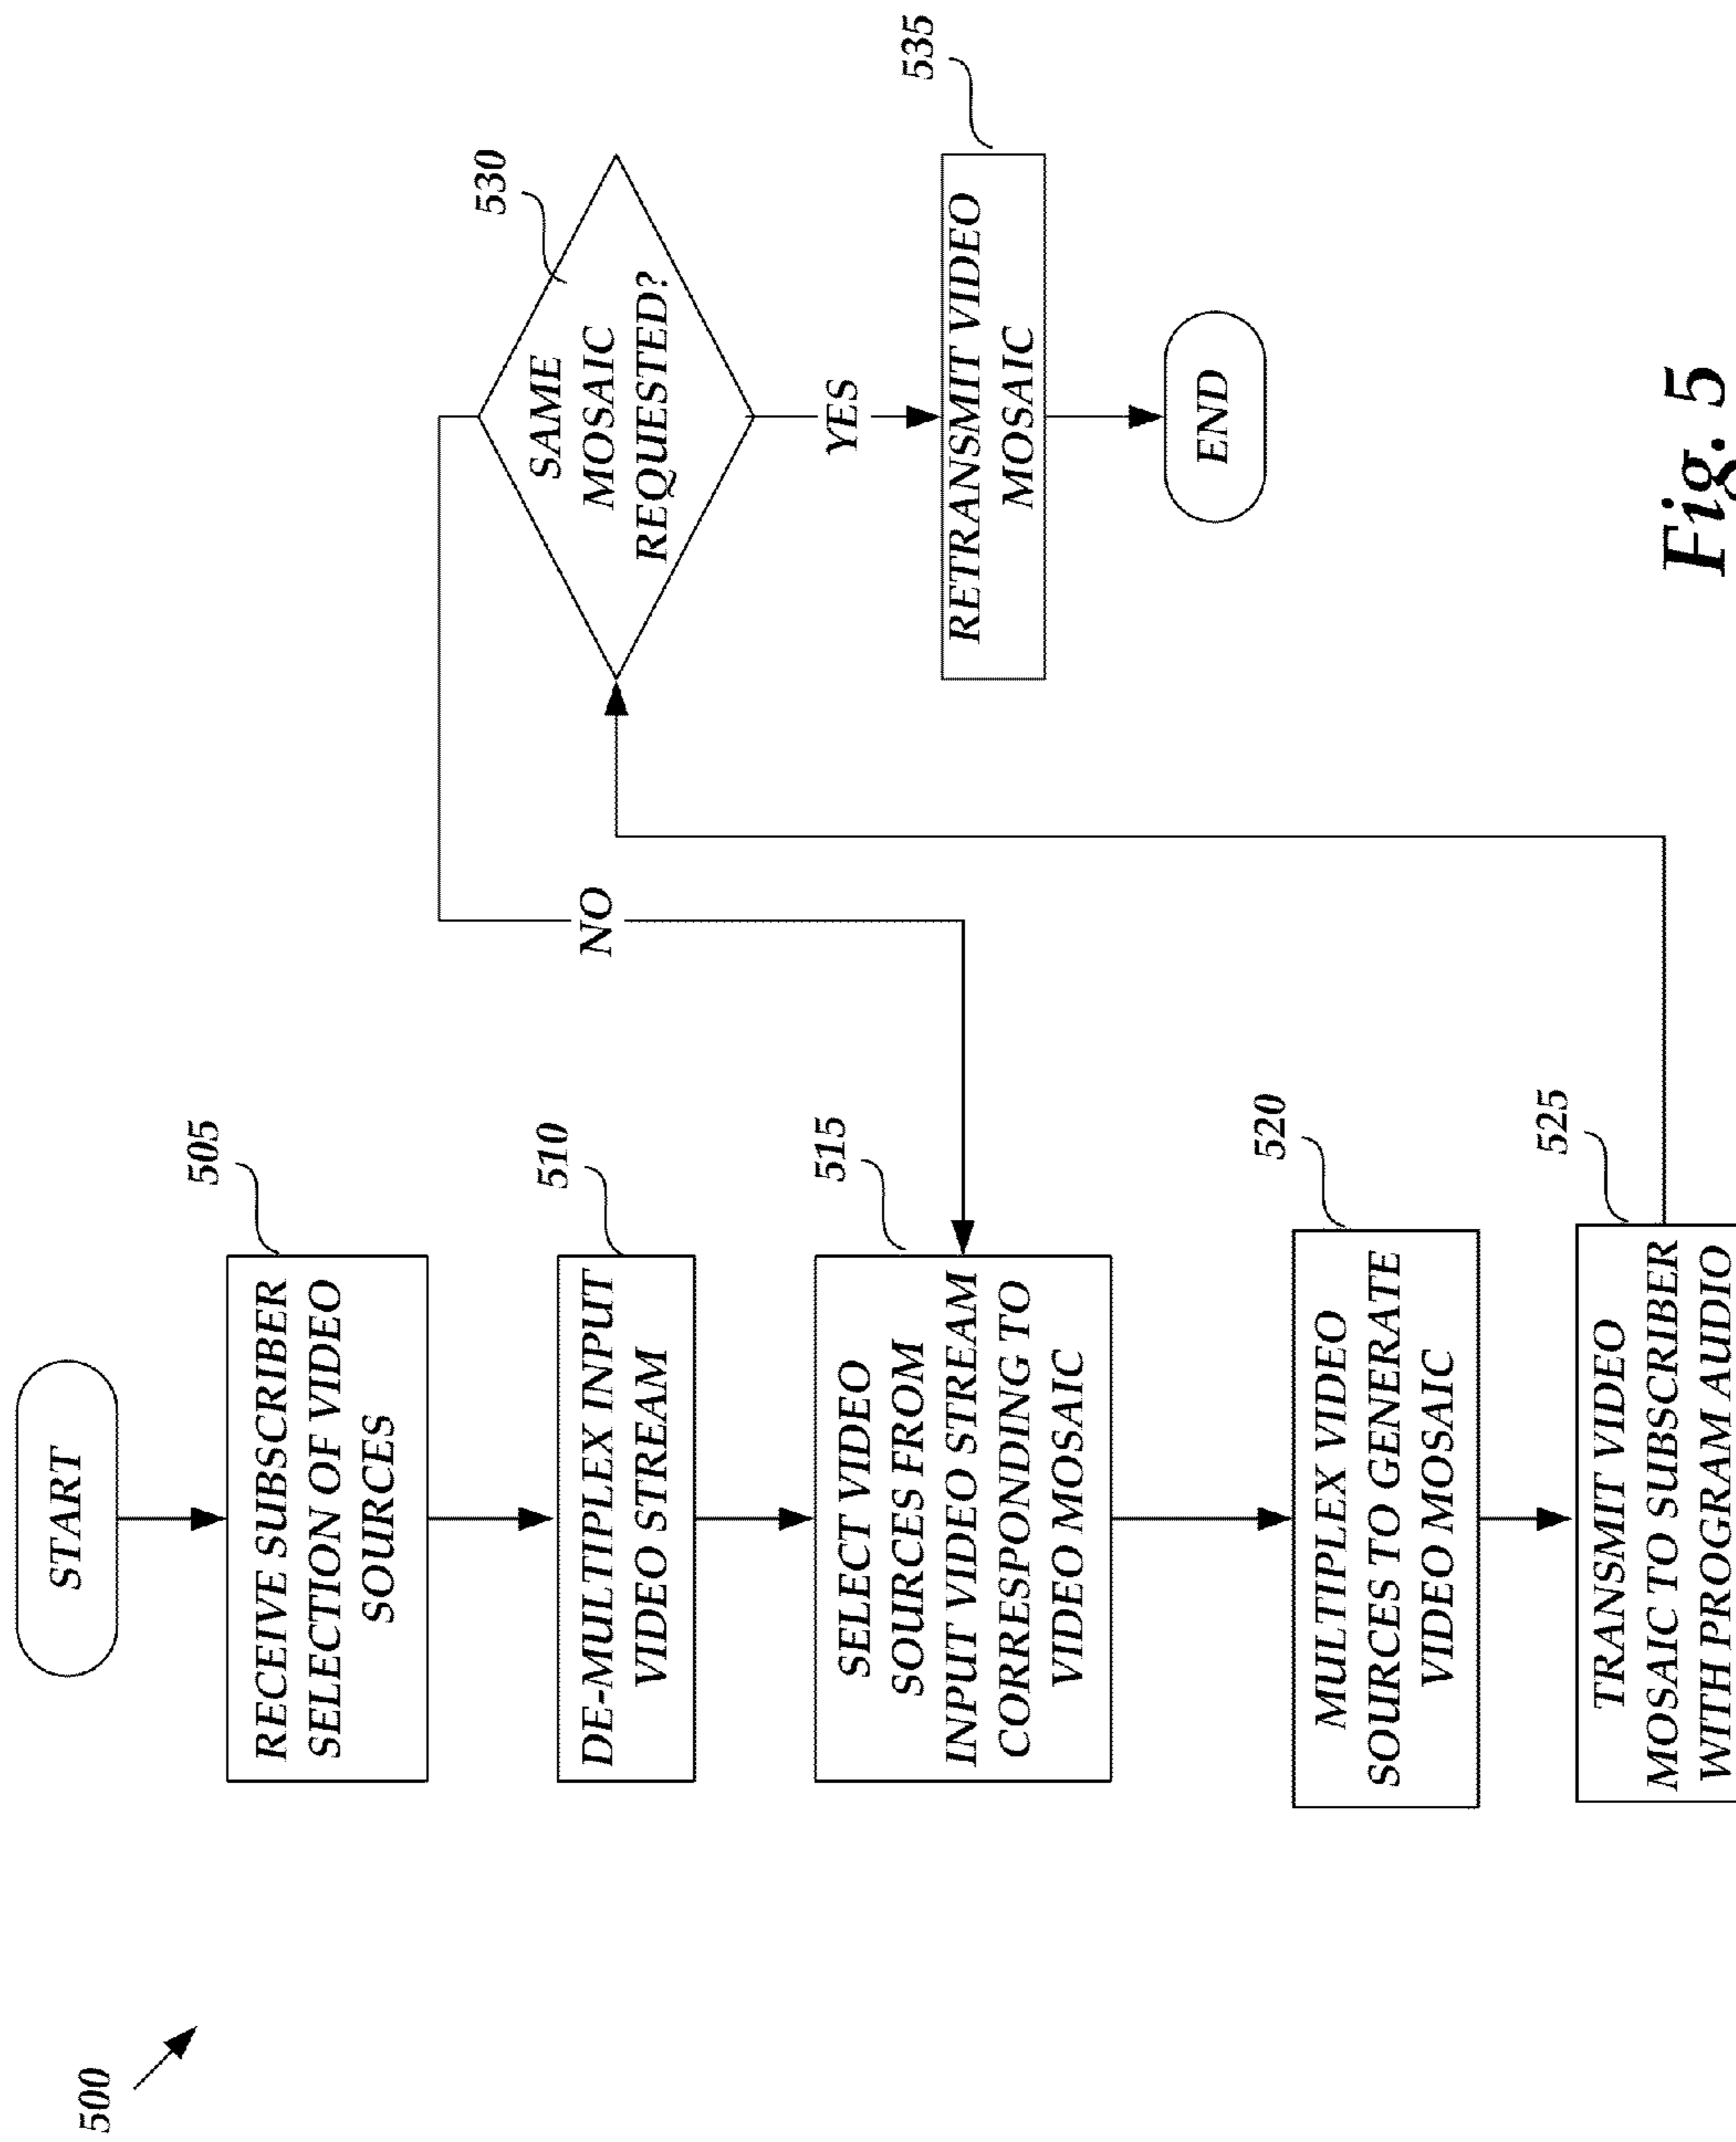 500
START
505
RECEIVE SUBSCRIBER
SELECTION OF VIDEO
SOURCES
510
DE-MULTIPLEX INPUT
VIDEO STREAM
515
SELECT VIDEO
SOURCES FROM
INPUT VIDEO STREAM
CORRESPONDING TO
VIDEO MOSAIC
520
MULTIPLEX VIDEO
SOURCES TO GENERATE
VIDEO MOSAIC
525
TRANSMIT VIDEO
MOSAIC TO SUBSCRIBER
WITH PROGRAM AUDIO
NO
530
SAME
MOSAIC
REQUESTED?
YES
535
RETRANSMIT VIDEO
MOSAIC
END
Fig. 5